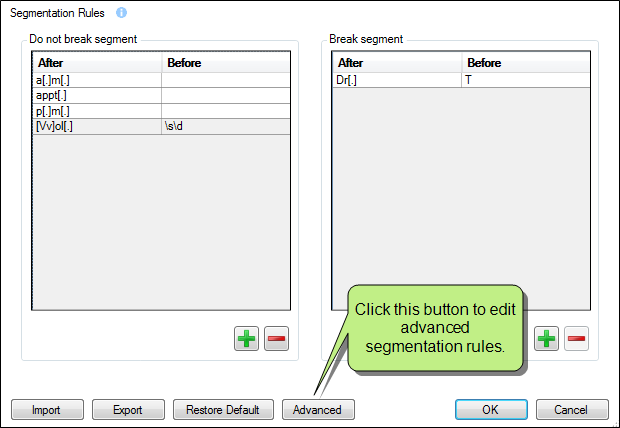 Segmentation Rules
Do not break segment
After Before
a[.]m[.]
appt[.]
p[.]m[.]
[Vv]ol[.] \s\d
Break segment
After Before
Dr[.] T
Click this button to edit
advanced
segmentation rules.
Import Export Restore Default Advanced OK Cancel